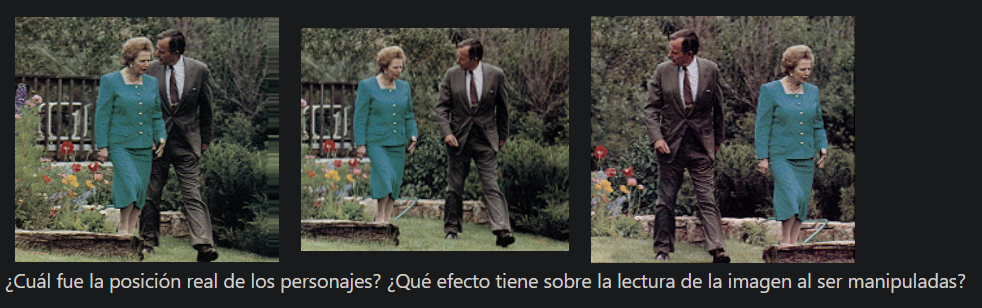 ¿Cuál fue la posición real de los personajes? ¿Qué efecto tiene sobre la lectura de la imagen al ser manipuladas?